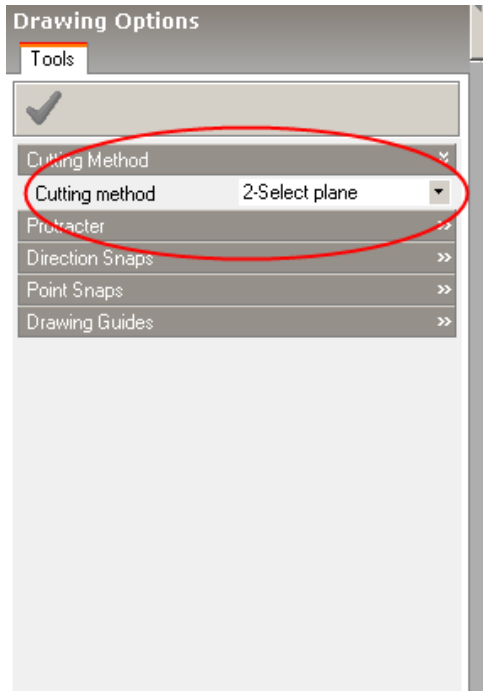 Drawing Options
Tools
Cutting Method
Cutting method 2-Select plane
Protracter
Direction Snaps
Point Snaps
Drawing Guides